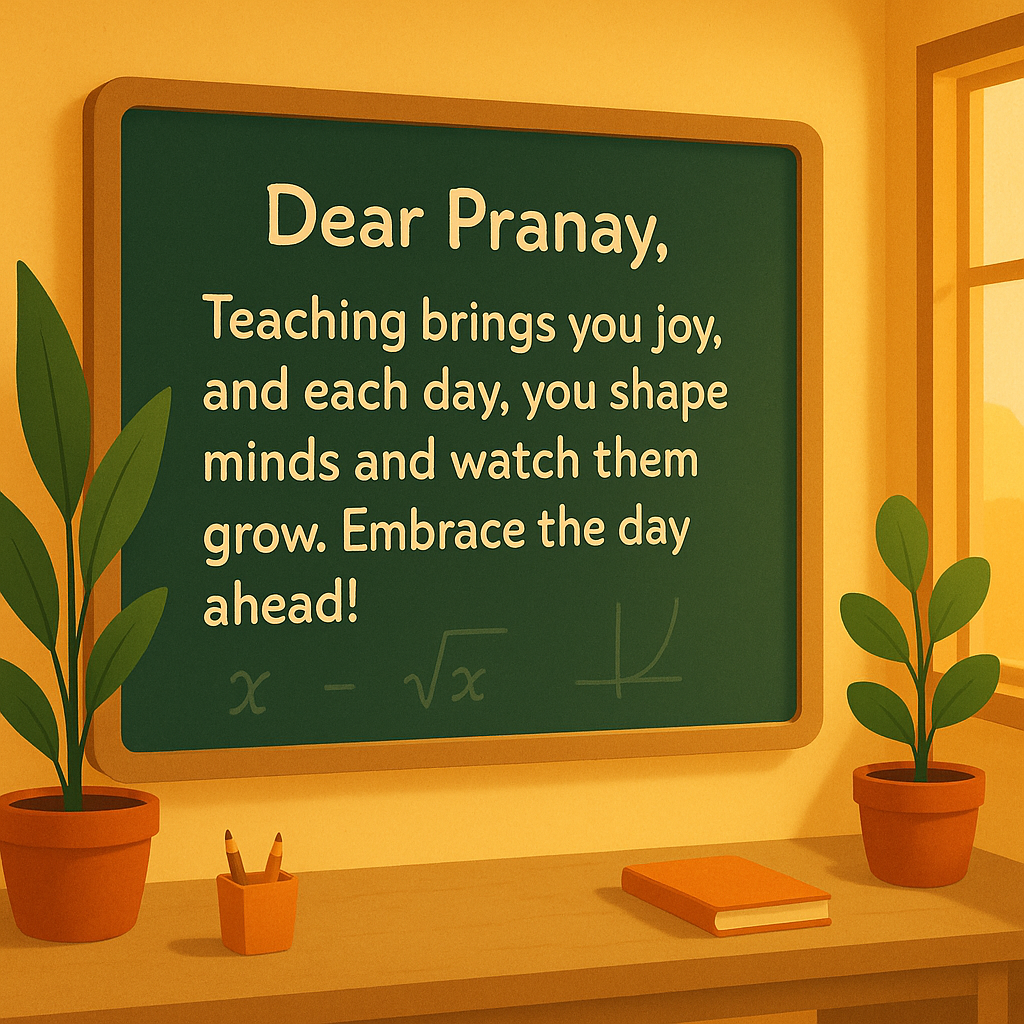 Dear Pranay,
Teaching brings you joy,
and each day, you shape
minds and watch them
grow. Embrace the day
ahead!
x – √x